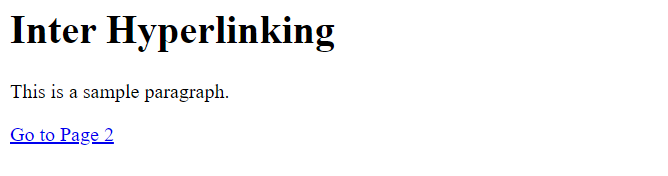 Inter Hyperlinking
This is a sample paragraph.
Go to Page 2